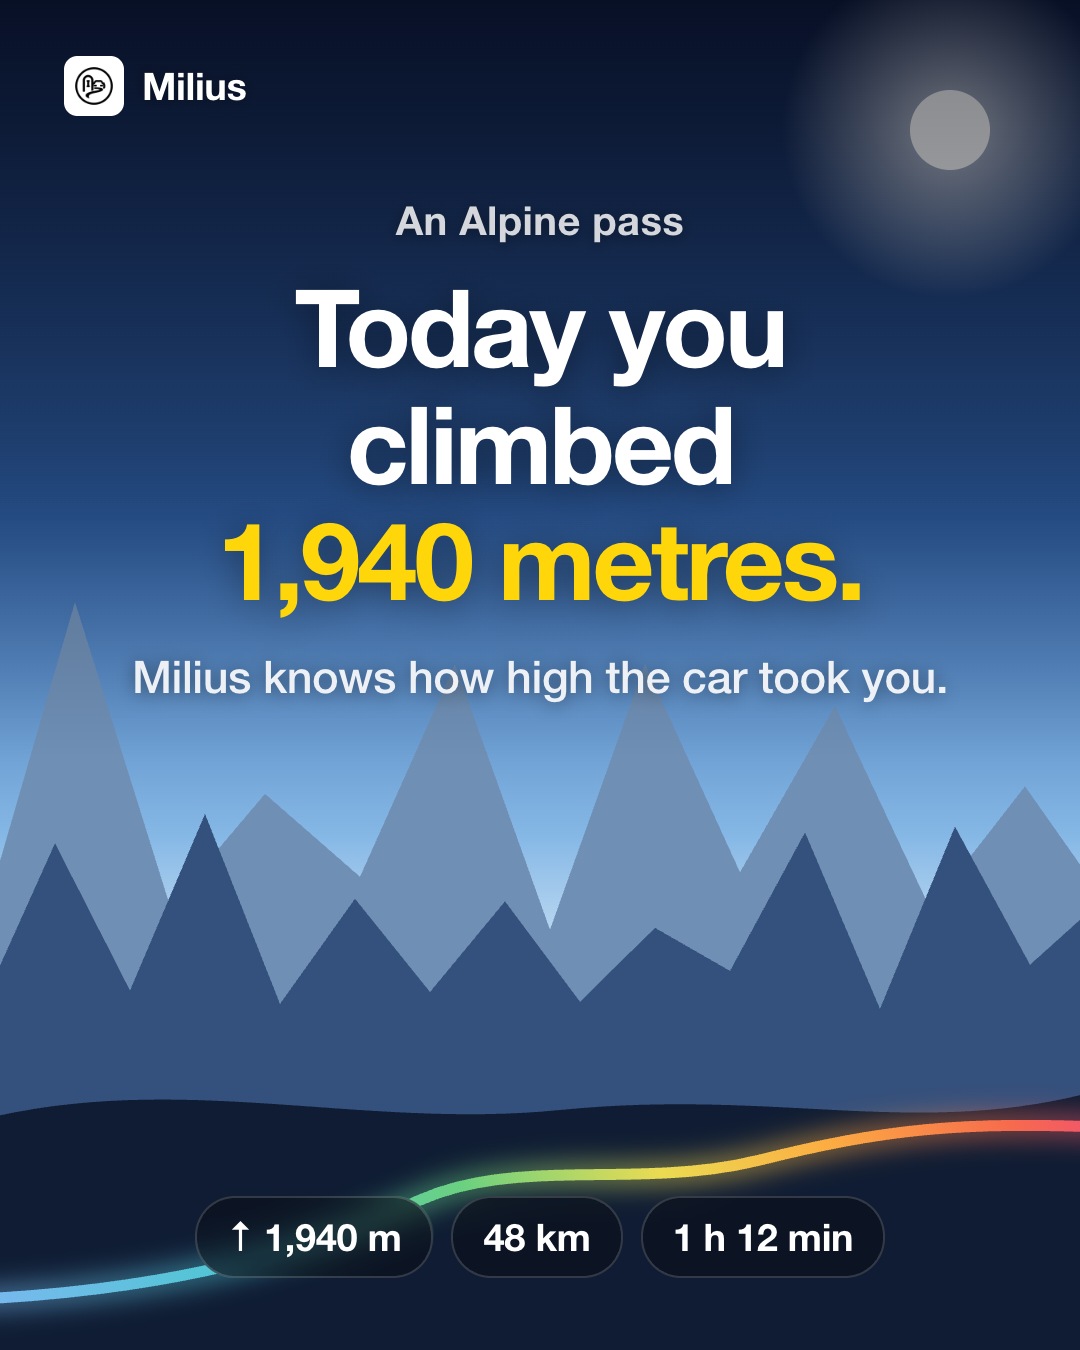 Milius
An Alpine pass
Today you
climbed
1,940 metres.
Milius knows how high the car took you.
↑ 1,940 m
48 km
1 h 12 min